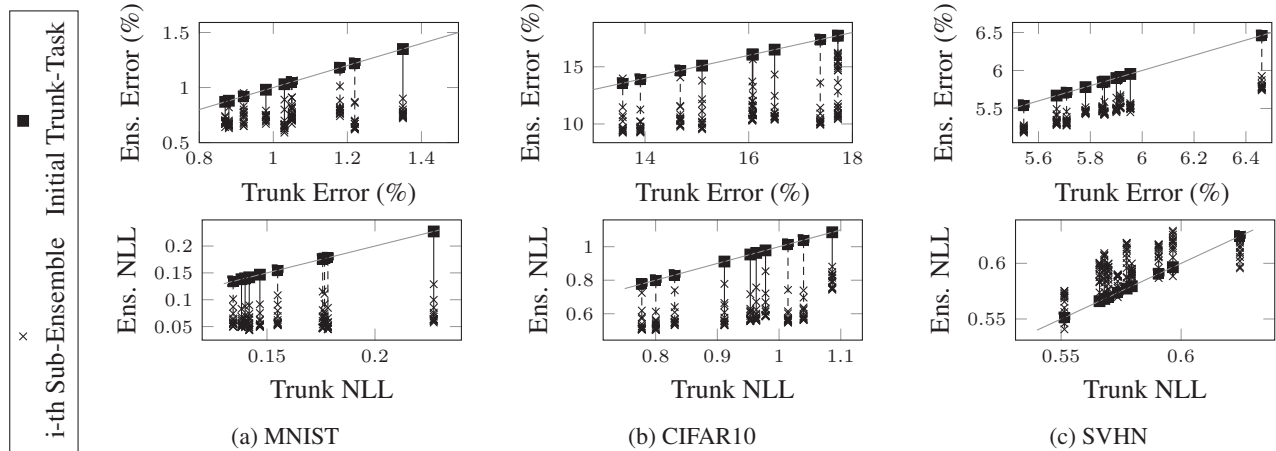 i-th Sub-Ensemble Initial Trunk-Task
Ens. Error (%)
1.5
1
0.5
0.8 1 1.2 1.4
Trunk Error (%)
Ens. Error (%)
15
10
14 16 18
Trunk Error (%)
Ens. Error (%)
6.5
6
5.5
5.6 5.8 6 6.2 6.4
Trunk Error (%)
Ens. NLL
0.2
0.15
0.1
0.05
0.15 0.2
Trunk NLL
Ens. NLL
1
0.8
0.6
0.7 0.8 0.9 1 1.1
Trunk NLL
Ens. NLL
0.6
0.55
0.55 0.6
Trunk NLL
(a) MNIST
(b) CIFAR10
(c) SVHN